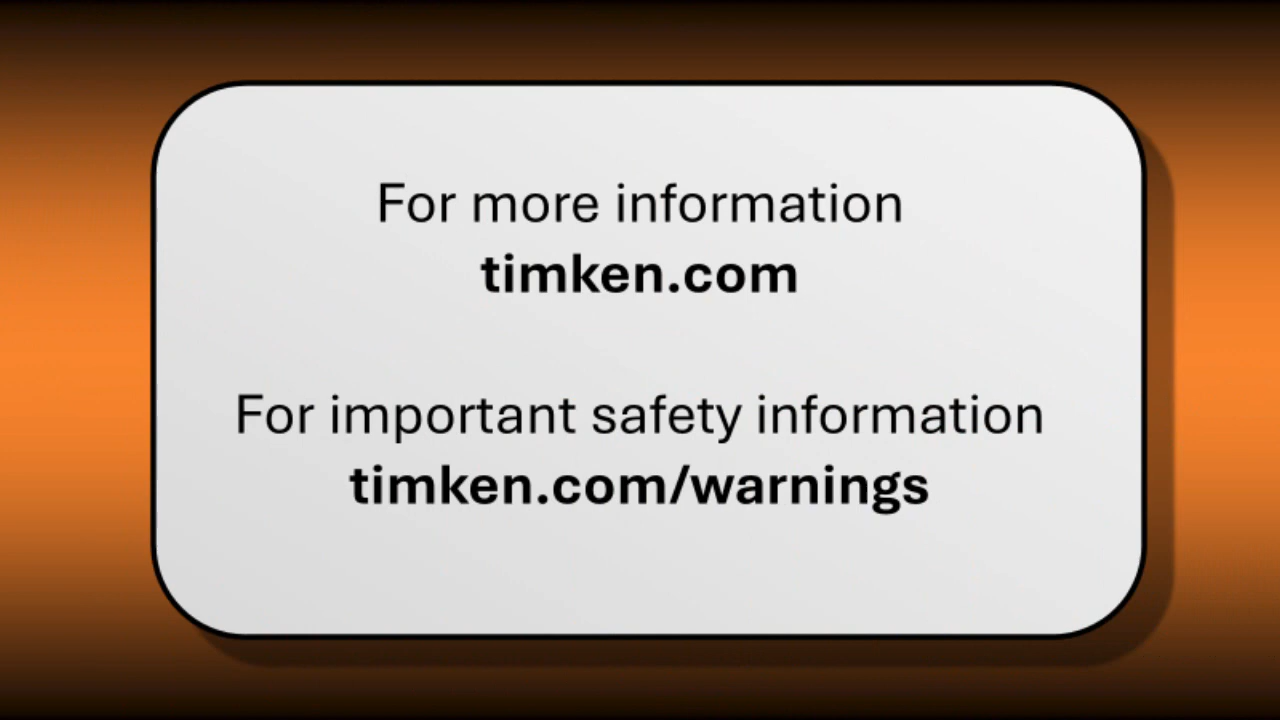 For more information
timken.com
For important safety information
timken.com/warnings